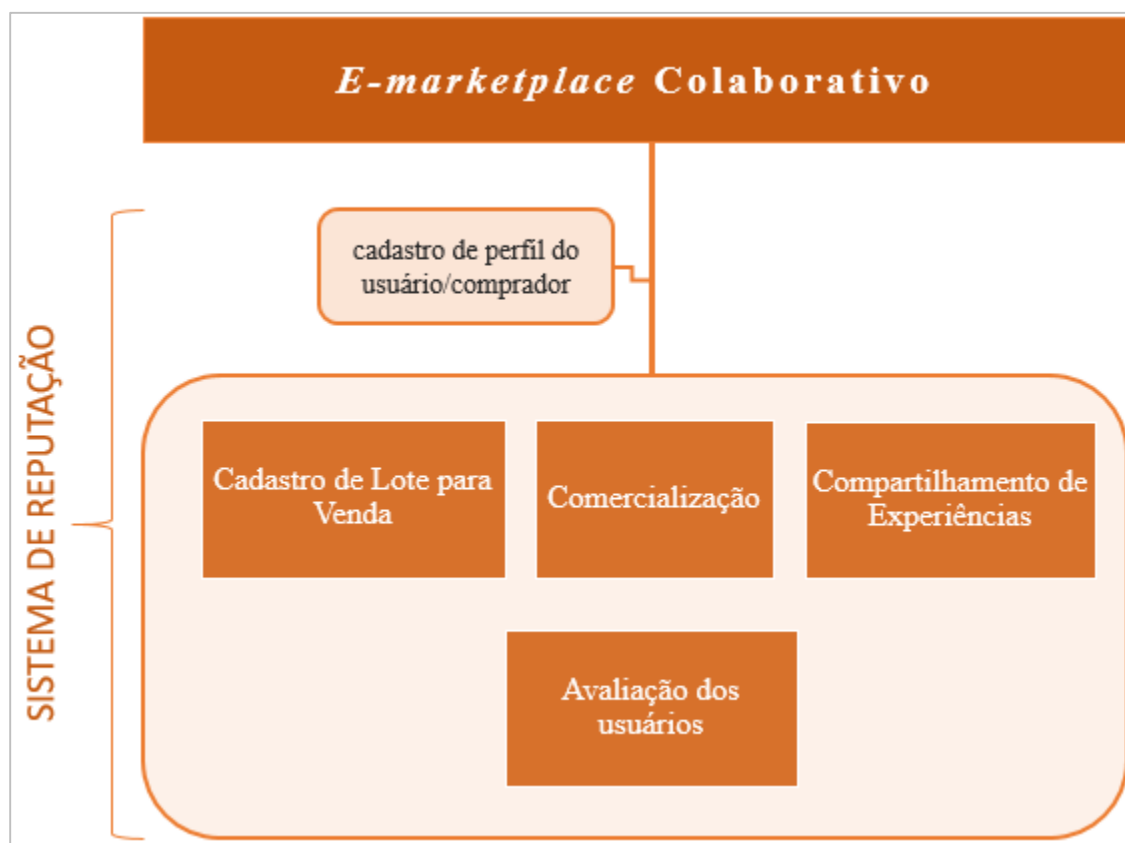 E-marketplace Colaborativo
cadastro de perfil do
usuário/comprador
SISTEMA DE REPUTAÇÃO
Cadastro de Lote para
Venda
Comercialização
Compartilhamento de
Experiências
Avaliação dos
usuários